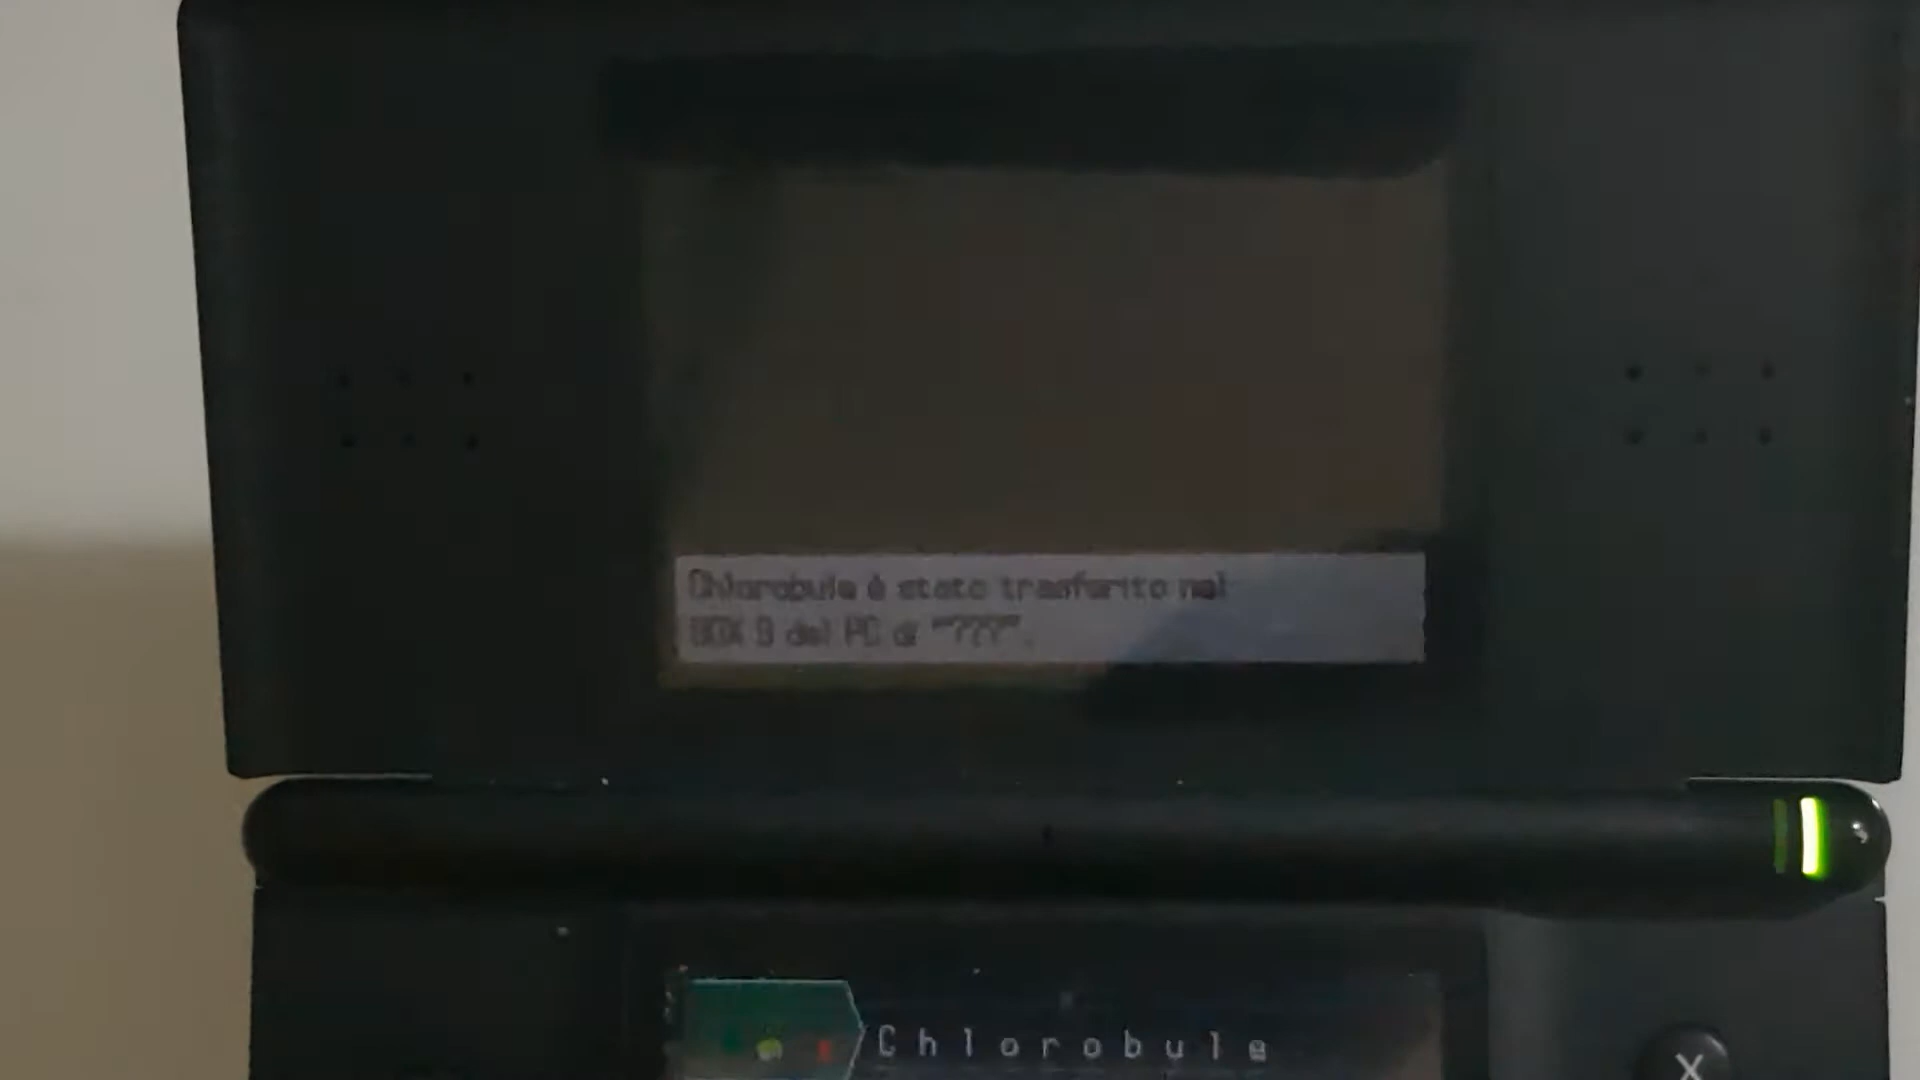 Chlorobule è stato trasferito nel
BOX 9 del PC di "???".
Chlorobule
X